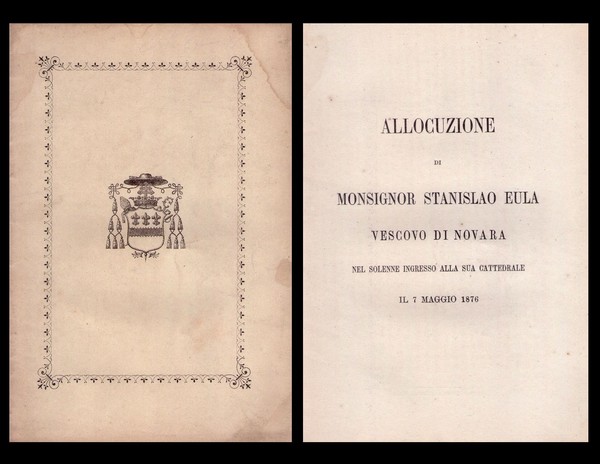 ALLOCUZIONE
DI
MONSIGNOR STANISLAO EULA
VESCOVO DI NOVARA
NEL SOLENNE INGRESSO ALLA SUA CATTEDRALE
IL 7 MAGGIO 1876